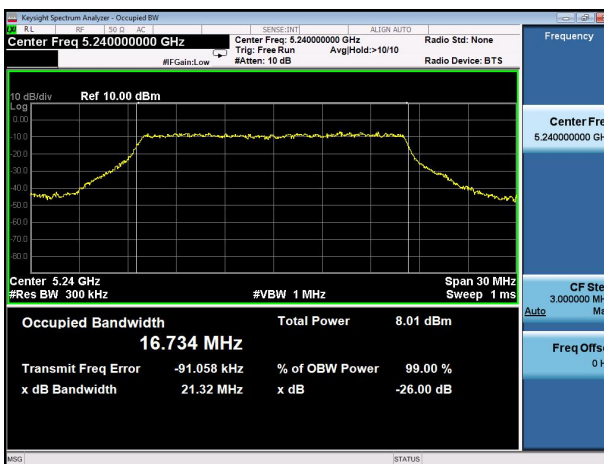 Keysight Spectrum Analyzer - Occupied BW
LXI RL RF 50 Ω AC SENSE:INT ALIGN AUTO
Center Freq 5.240000000 GHz
Center Freq: 5.240000000 GHz
Radio Std: None
Trig: Free Run Avg|Hold:>10/10
#IFGain:Low #Atten: 10 dB
Radio Device: BTS
10 dB/div Ref 10.00 dBm
Log
0.00
-10.0
-20.0
-30.0
-40.0
-50.0
-60.0
-70.0
-80.0
Center 5.24 GHz Span 30 MHz
#Res BW 300 kHz #VBW 1 MHz Sweep 1 ms
Occupied Bandwidth Total Power 8.01 dBm
16.734 MHz
Transmit Freq Error -91.058 kHz % of OBW Power 99.00 %
x dB Bandwidth 21.32 MHz x dB -26.00 dB
MSG STATUS
Frequency
Center Fre
5.240000000 GH
CF Ste
3.000000 MH
Auto Ma
Freq Offs
0 H